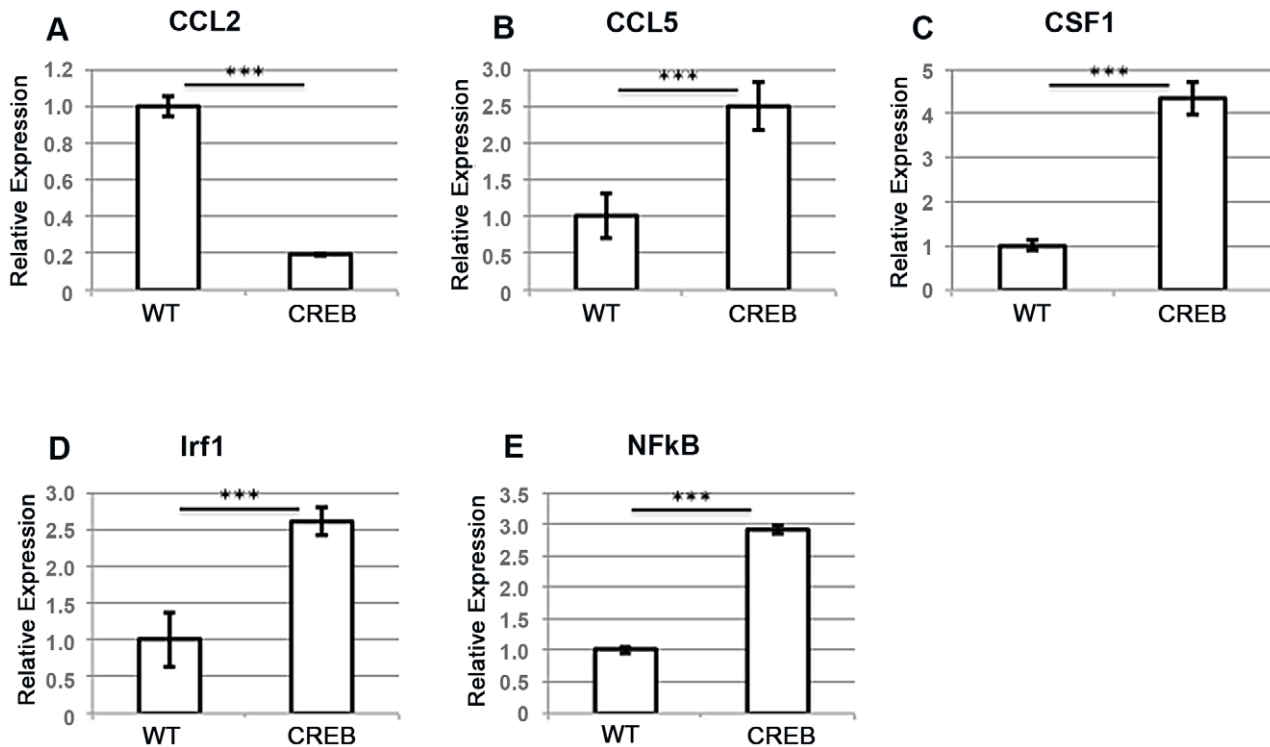 A
CCL2
***
Relative Expression
1.2
1.0
0.8
0.6
0.4
0.2
0
WT CREB
B
CCL5
***
Relative Expression
3.0
2.5
2.0
1.5
1.0
0.5
0
WT CREB
C
CSF1
***
Relative Expression
5
4
3
2
1
0
WT CREB
D
Irf1
***
Relative Expression
3.0
2.5
2.0
1.5
1.0
0.5
0
WT CREB
E
NFkB
***
Relative Expression
3.5
3.0
2.5
2.0
1.5
1.0
0.5
0
WT CREB